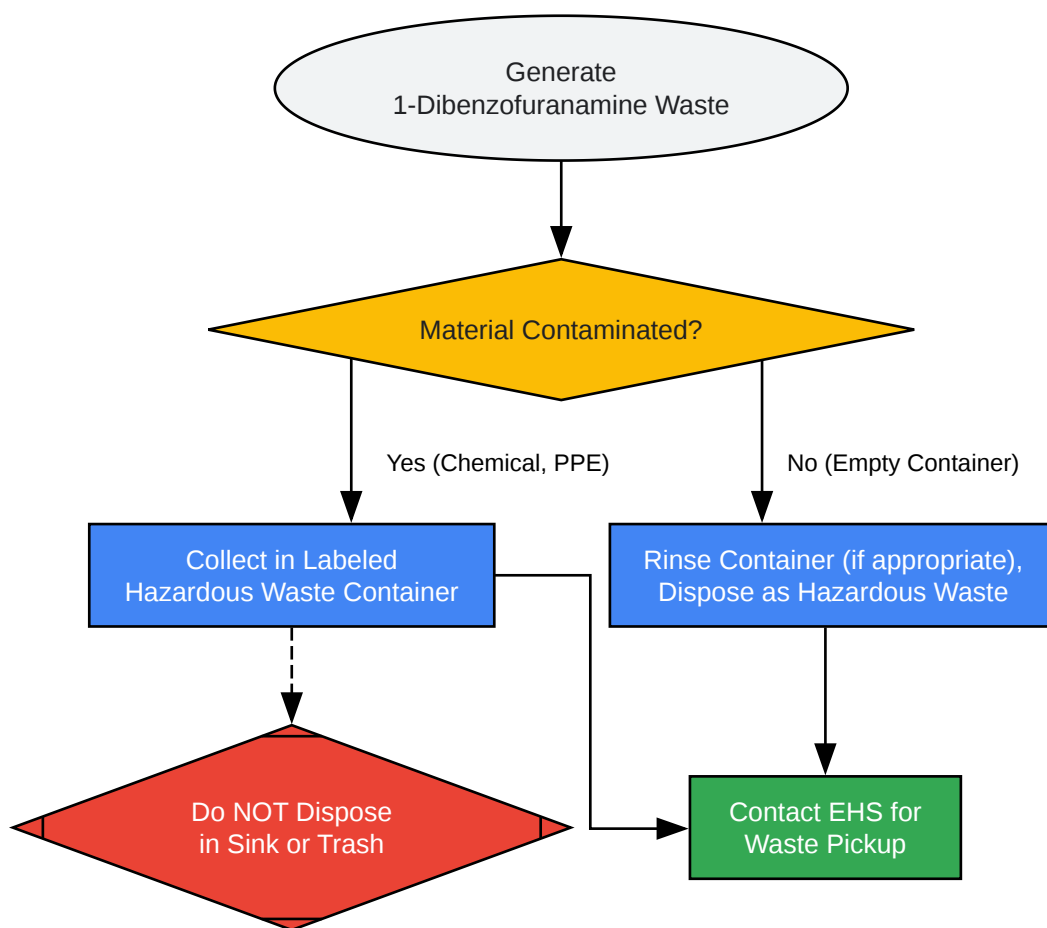 Generate
1-Dibenzofuranamine Waste
Material Contaminated?
Yes (Chemical, PPE)
No (Empty Container)
Collect in Labeled
Hazardous Waste Container
Rinse Container (if appropriate),
Dispose as Hazardous Waste
Do NOT Dispose
in Sink or Trash
Contact EHS for
Waste Pickup